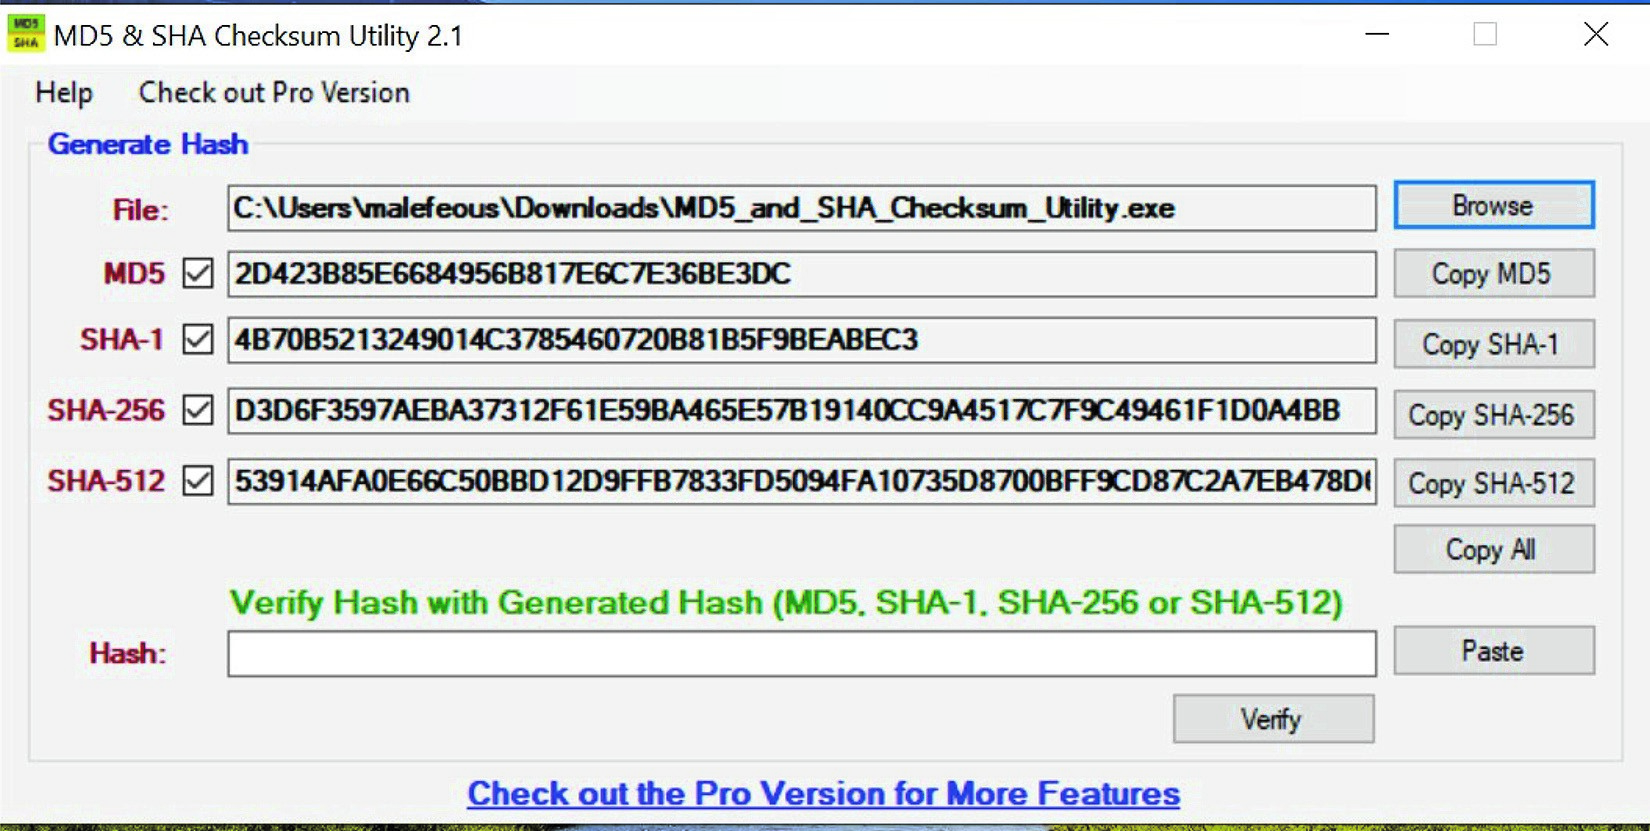 MD5
SHA
MD5 & SHA Checksum Utility 2.1
Help Check out Pro Version
Generate Hash
File: C:\Users\malefeous\Downloads\MD5_and_SHA_Checksum_Utility.exe Browse
MD5 2D423B85E6684956B817E6C7E36BE3DC Copy MD5
SHA-1 4B70B5213249014C3785460720B81B5F9BEABEC3 Copy SHA-1
SHA-256 D3D6F3597AEBA37312F61E59BA465E57B19140CC9A4517C7F9C49461F1D0A4BB Copy SHA-256
SHA-512 53914AFA0E66C50BBD12D9FFB7833FD5094FA10735D8700BFF9CD87C2A7EB478D Copy SHA-512
Copy All
Verify Hash with Generated Hash (MD5, SHA-1, SHA-256 or SHA-512)
Hash: Paste
Verify
Check out the Pro Version for More Features